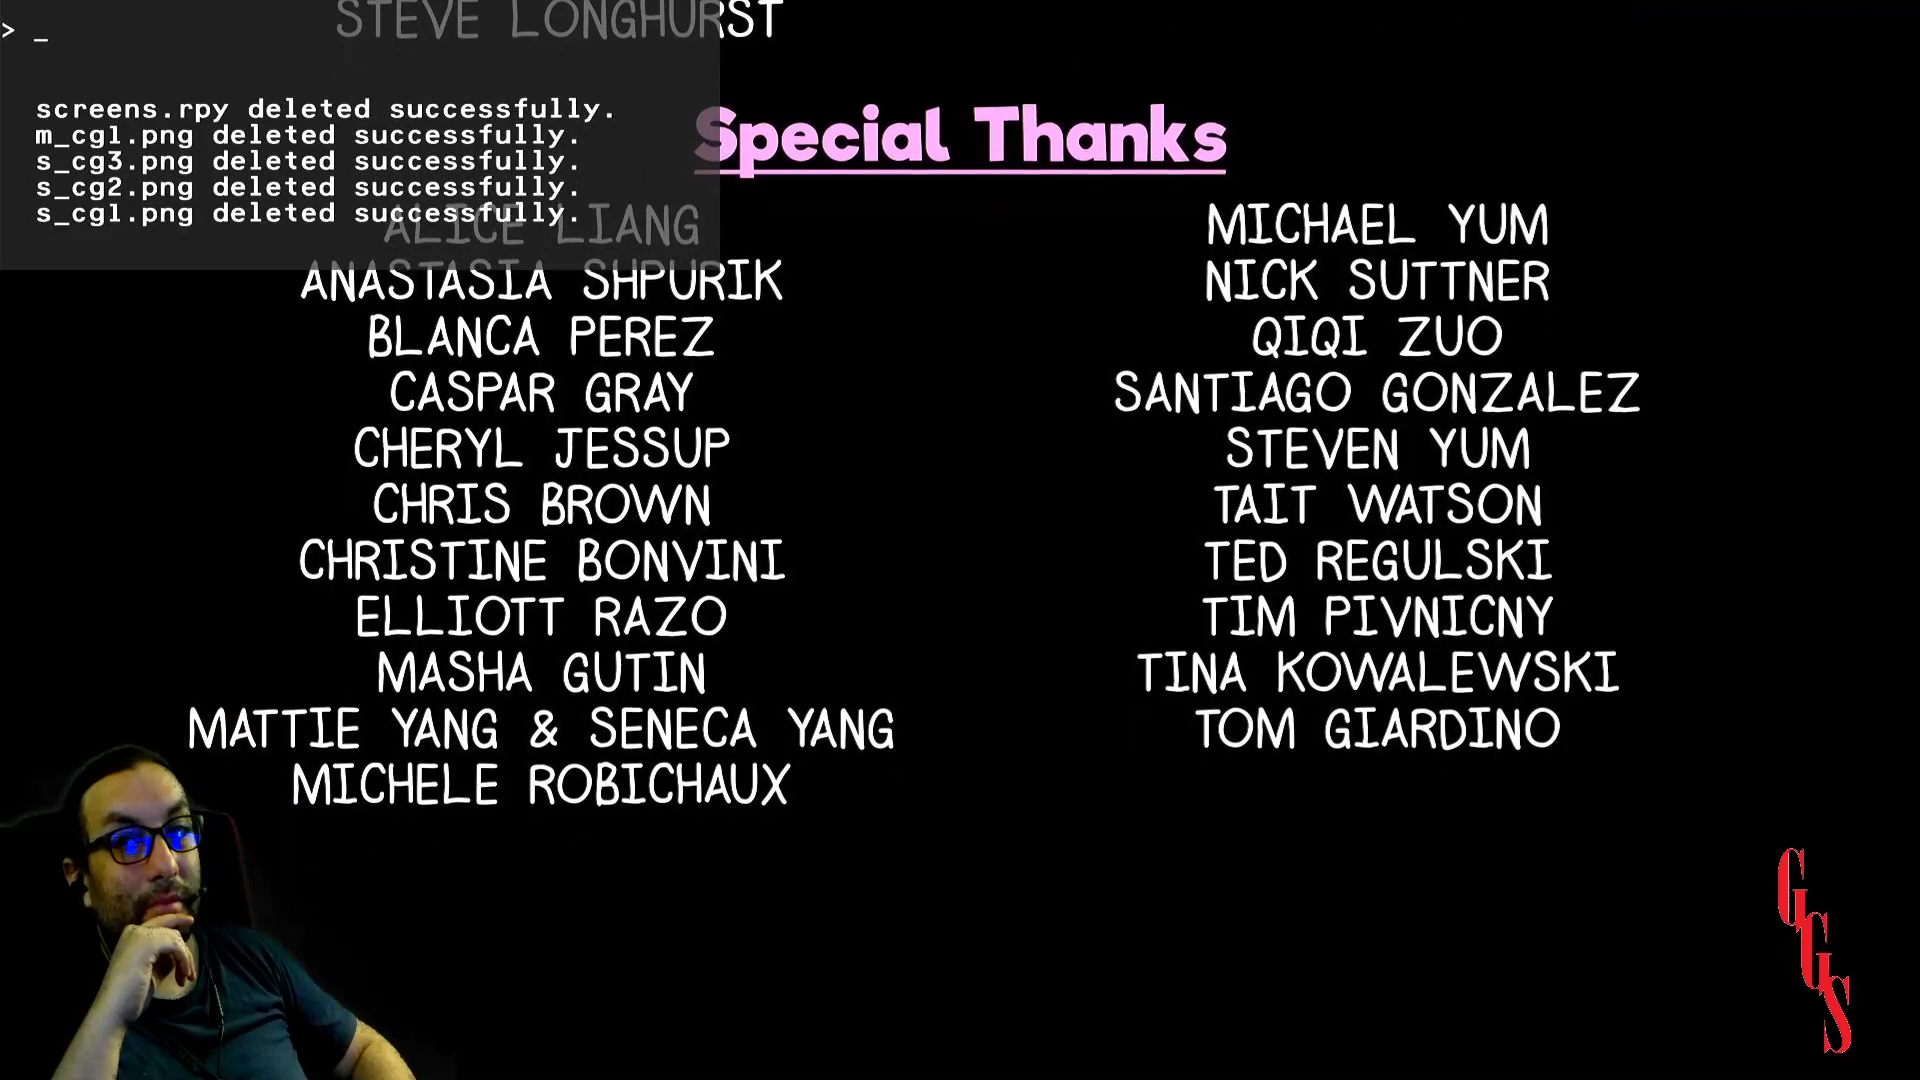 STEVE LONGHURST
> _
screens.rpy deleted successfully.
m_cg1.png deleted successfully.
s_cg3.png deleted successfully.
s_cg2.png deleted successfully.
s_cg1.png deleted successfully.
Special Thanks
ALICE LIANG
ANASTASIA SHPURIK
BLANCA PEREZ
CASPAR GRAY
CHERYL JESSUP
CHRIS BROWN
CHRISTINE BONVINI
ELLIOTT RAZO
MASHA GUTIN
MATTIE YANG & SENECA YANG
MICHELE ROBICHAUX
MICHAEL YUM
NICK SUTTNER
QIQI ZUO
SANTIAGO GONZALEZ
STEVEN YUM
TAIT WATSON
TED REGULSKI
TIM PIVNICNY
TINA KOWALEWSKI
TOM GIARDINO
GGS